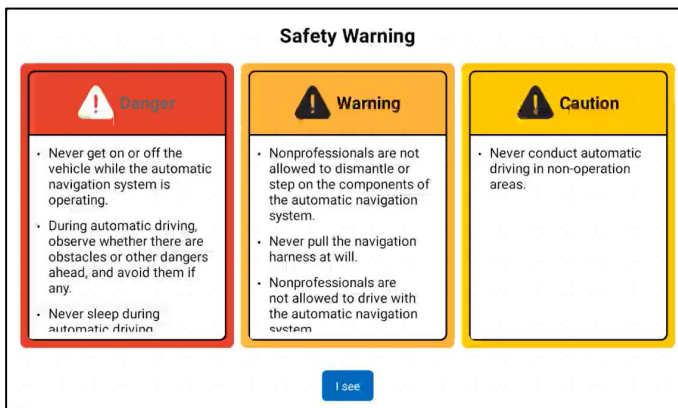 Safety Warning
Danger
• Never get on or off the
vehicle while the automatic
navigation system is
operating.
• During automatic driving,
observe whether there are
obstacles or other dangers
ahead, and avoid them if
any.
• Never sleep during
automatic driving
Warning
• Nonprofessionals are not
allowed to dismantle or
step on the components of
the automatic navigation
system.
• Never pull the navigation
harness at will.
• Nonprofessionals are
not allowed to drive with
the automatic navigation
system
Caution
• Never conduct automatic
driving in non-operation
areas.
I see